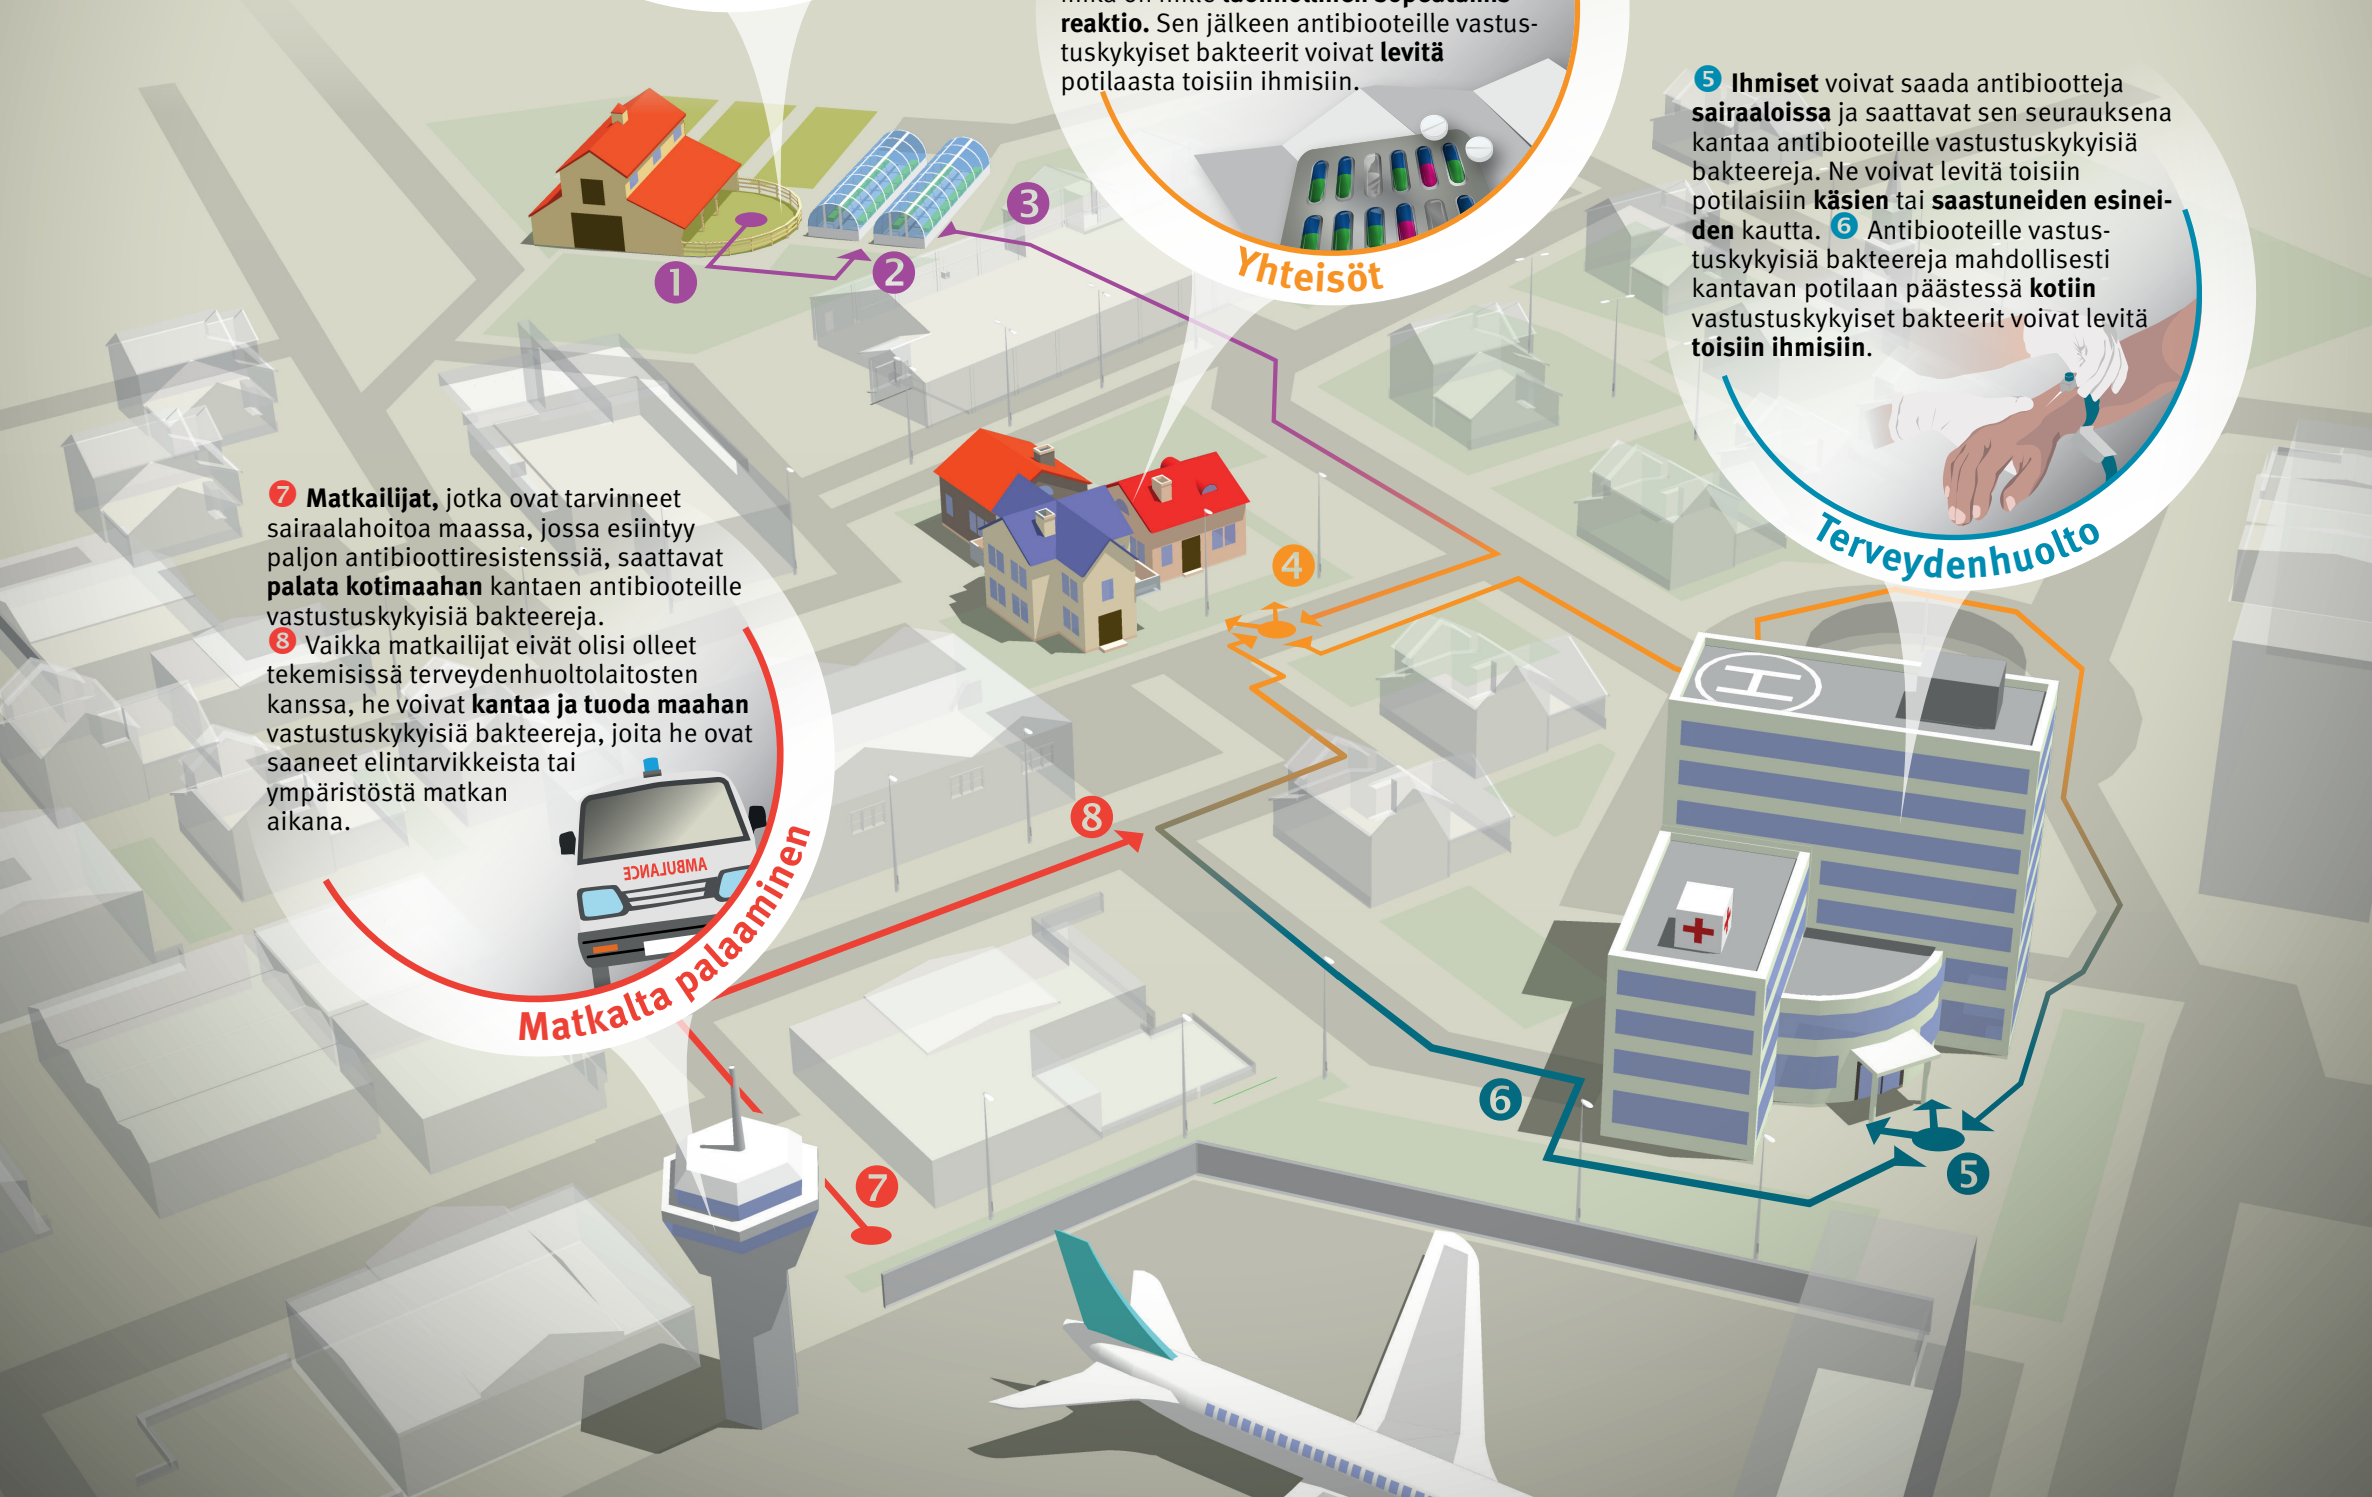 reaktio. Sen jälkeen antibiooteille vastus-
tuskykyiset bakteerit voivat levitä
potilaasta toisiin ihmisiin.
Yhteisöt
5 Ihmiset voivat saada antibiootteja
sairaaloissa ja saattavat sen seurauksena
kantaa antibiooteille vastustuskykyisiä
bakteereja. Ne voivat levitä toisiin
potilaisiin käsien tai saastuneiden esinei-
den kautta. 6 Antibiooteille vastus-
tuskykyisiä bakteereja mahdollisesti
kantavan potilaan päästessä kotiin
vastustuskykyiset bakteerit voivat levitä
toisiin ihmisiin.
Terveydenhuolto
1
2
3
4
7 Matkailijat, jotka ovat tarvinneet
sairaalahoitoa maassa, jossa esiintyy
paljon antibioottiresistenssiä, saattavat
palata kotimaahan kantaen antibiooteille
vastustuskykyisiä bakteereja.
8 Vaikka matkailijat eivät olisi olleet
tekemisissä terveydenhuoltolaitosten
kanssa, he voivat kantaa ja tuoda maahan
vastustuskykyisiä bakteereja, joita he ovat
saaneet elintarvikkeista tai
ympäristöstä matkan
aikana.
AMBULANCE
Matkalta palaaminen
8
H
6
5
7